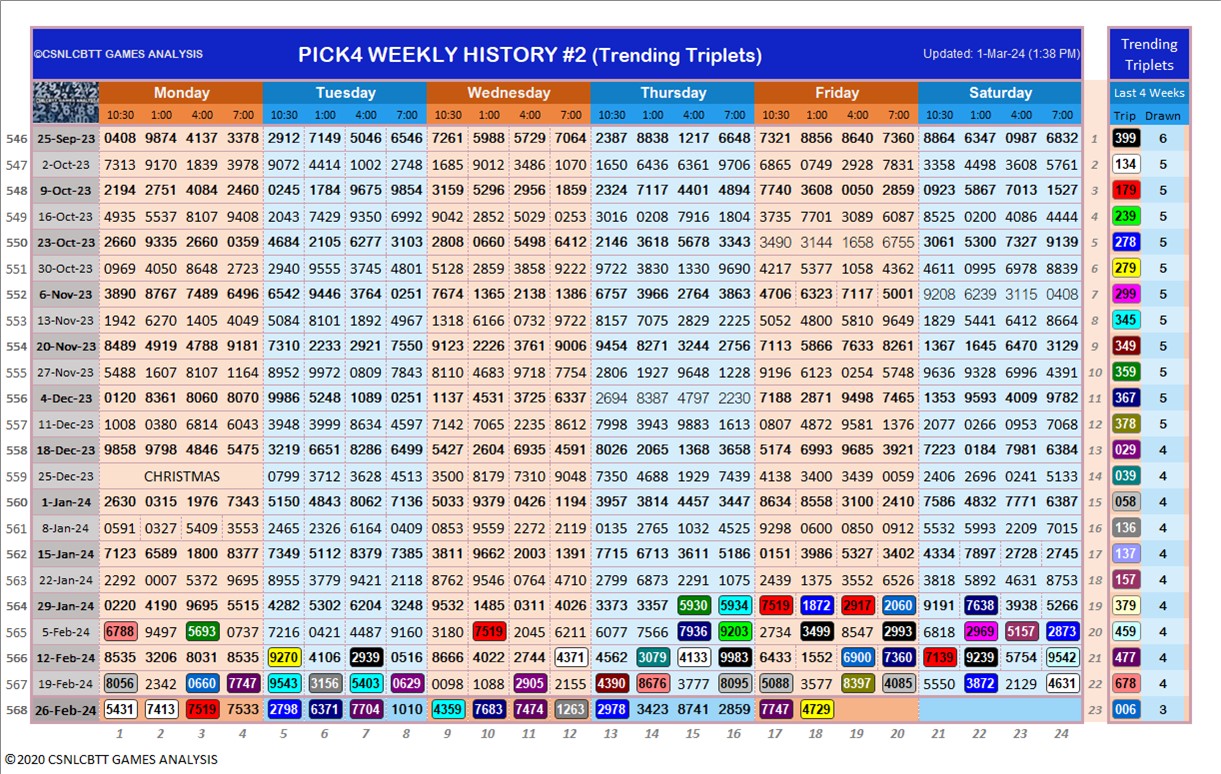 ©CSNLCBTT GAMES ANALYSIS PICK4 WEEKLY HISTORY #2 (Trending Triplets) Updated: 1-Mar-24 (1:38 PM) Trending Triplets
Monday Tuesday Wednesday Thursday Friday Saturday Last 4 Weeks
10:30 1:00 4:00 7:00 10:30 1:00 4:00 7:00 10:30 1:00 4:00 7:00 10:30 1:00 4:00 7:00 10:30 1:00 4:00 7:00 10:30 1:00 4:00 7:00 Trip Drawn
546 25-Sep-23 0408 9874 4137 3378 2912 7149 5046 6546 7261 5988 5729 7064 2387 8838 1217 6648 7321 8856 8640 7360 8864 6347 0987 6832 1 399 6
547 2-Oct-23 7313 9170 1839 3978 9072 4414 1002 2748 1685 9012 3486 1070 1650 6436 6361 9706 6865 0749 2928 7831 3358 4498 3608 5761 2 134 5
548 9-Oct-23 2194 2751 4084 2460 0245 1784 9675 9854 3159 5296 2956 1859 2324 7117 4401 4894 7740 3608 0050 2859 0923 5867 7013 1527 3 179 5
549 16-Oct-23 4935 5537 8107 9408 2043 7429 9350 6992 9042 2852 5029 0253 3016 0208 7916 1804 3735 7701 3089 6087 8525 0200 4086 4444 4 239 5
550 23-Oct-23 2660 9335 2660 0359 4684 2105 6277 3103 2808 0660 5498 6412 2146 3618 5678 3343 3490 3144 1658 6755 3061 5300 7327 9139 5 278 5
551 30-Oct-23 0969 4050 8648 2723 2940 9555 3745 4801 5128 2859 3858 9222 9722 3830 1330 9690 4217 5377 1058 4362 4611 0995 6978 8839 6 279 5
552 6-Nov-23 3890 8767 7489 6496 6542 9446 3764 0251 7674 1365 2138 1386 6757 3966 2764 3863 4706 6323 7117 5001 9208 6239 3115 0408 7 299 5
553 13-Nov-23 1942 6270 1405 4049 5084 8101 1892 4967 1318 6166 0732 9722 8157 7075 2829 2225 5052 4800 5810 9649 1829 5441 6412 8664 8 345 5
554 20-Nov-23 8489 4919 4788 9181 7310 2233 2921 7550 9123 2226 3761 9006 9454 8271 3244 2756 7113 5866 7633 8261 1367 1645 6470 3129 9 349 5
555 27-Nov-23 5488 1607 8107 1164 8952 9972 0809 7843 8110 4683 9718 7754 2806 1927 9648 1228 9196 6123 0254 5748 9636 9328 6996 4391 10 359 5
556 4-Dec-23 0120 8361 8060 8070 9986 5248 1089 0251 1137 4531 3725 6337 2694 8387 4797 2230 7188 2871 9498 7465 1353 9593 4009 9782 11 367 5
557 11-Dec-23 1008 0380 6814 6043 3948 3999 8634 4597 7142 7065 2235 8612 7998 3943 9883 1613 0807 4872 9581 1376 2077 0266 0953 7068 12 378 5
558 18-Dec-23 9858 9798 4846 5475 3219 6651 8286 6499 5427 2604 6935 4591 8026 2065 1368 3658 5174 6993 9685 3921 7223 0184 7981 6384 13 029 4
559 25-Dec-23 CHRISTMAS 0799 3712 3628 4513 3500 8179 7310 9048 7350 4688 1929 7439 4138 3400 3439 0059 2406 2696 0241 5133 14 039 4
560 1-Jan-24 2630 0315 1976 7343 5150 4843 8062 7136 5033 9379 0426 1194 3957 3814 4457 3447 8634 8558 3100 2410 7586 4832 7771 6387 15 058 4
561 8-Jan-24 0591 0327 5409 3553 2465 2326 6164 0409 0853 9559 2272 2119 0135 2765 1032 4525 9298 0600 0850 0912 5532 5993 2209 7015 16 136 4
562 15-Jan-24 7123 6589 1800 8377 7349 5112 8379 7385 3811 9662 2003 1391 7715 6713 3611 5186 0151 3986 5327 3402 4334 7897 2728 2745 17 137 4
563 22-Jan-24 2292 0007 5372 9695 8955 3779 9421 2118 8762 9546 0764 4710 2799 6873 2291 1075 2439 1375 3552 6526 3818 5892 4631 8753 18 157 4
564 29-Jan-24 0220 4190 9695 5515 4282 5302 6204 3248 9532 1485 0311 4026 3373 3357 5930 5934 7519 1872 2917 2060 9191 7638 3938 5266 19 379 4
565 5-Feb-24 6788 9497 5693 0737 7216 0421 4487 9160 3180 7519 2045 6211 6077 7566 7936 9203 2734 3499 8547 2993 6818 2969 5157 2873 20 459 4
566 12-Feb-24 8535 3206 8031 8535 9270 4106 2939 0516 8666 4022 2744 4371 4562 3079 4133 9983 6433 1552 6900 7360 7139 9239 5754 9542 21 477 4
567 19-Feb-24 8056 2342 0660 7747 9543 3156 5403 0629 0098 1088 2905 2155 4390 8676 3777 8095 5088 3577 8397 4085 5550 3872 2129 4631 22 678 4
568 26-Feb-24 5431 7413 7519 7533 2798 6371 7704 1010 4359 7683 7474 1263 2978 3423 8741 2859 7747 4729 23 006 3
1 2 3 4 5 6 7 8 9 10 11 12 13 14 15 16 17 18 19 20 21 22 23 24
©2020 CSNLCBTT GAMES ANALYSIS